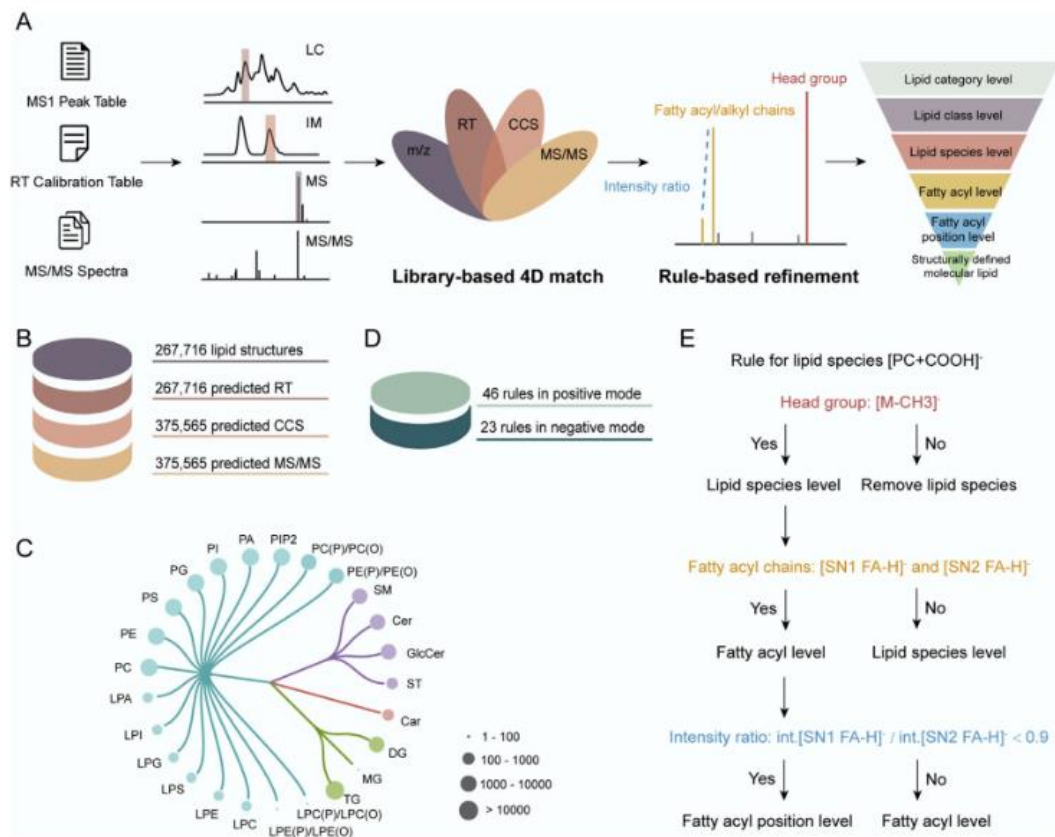 A
MS1 Peak Table
RT Calibration Table
MS/MS Spectra
LC
IM
MS
MS/MS
m/z
RT
CCS
MS/MS
Library-based 4D match
Head group
Fatty acyl/alkyl chains
Intensity ratio
Rule-based refinement
Lipid category level
Lipid class level
Lipid species level
Fatty acyl level
Fatty acyl
position level
Structurally defined
molecular lipid
B
267,716 lipid structures
267,716 predicted RT
375,565 predicted CCS
375,565 predicted MS/MS
D
46 rules in positive mode
23 rules in negative mode
C
PI
PA
PIP2
PC(P)/PC(O)
PE(P)/PE(O)
PG
PS
PE
PC
LPA
LPI
LPG
LPS
LPE
LPC
LPE(P)/LPE(O)
LPC(P)/LPC(O)
SM
Cer
GlcCer
ST
Car
DG
MG
TG
1 - 100
100 - 1000
1000 - 10000
> 10000
E
Rule for lipid species [PC+COOH]⁻
Head group: [M-CH3]⁻
Yes
No
Lipid species level
Remove lipid species
Fatty acyl chains: [SN1 FA-H]⁻ and [SN2 FA-H]⁻
Yes
No
Fatty acyl level
Lipid species level
Intensity ratio: int.[SN1 FA-H]⁻ / int.[SN2 FA-H]⁻ < 0.9
Yes
No
Fatty acyl position level
Fatty acyl level